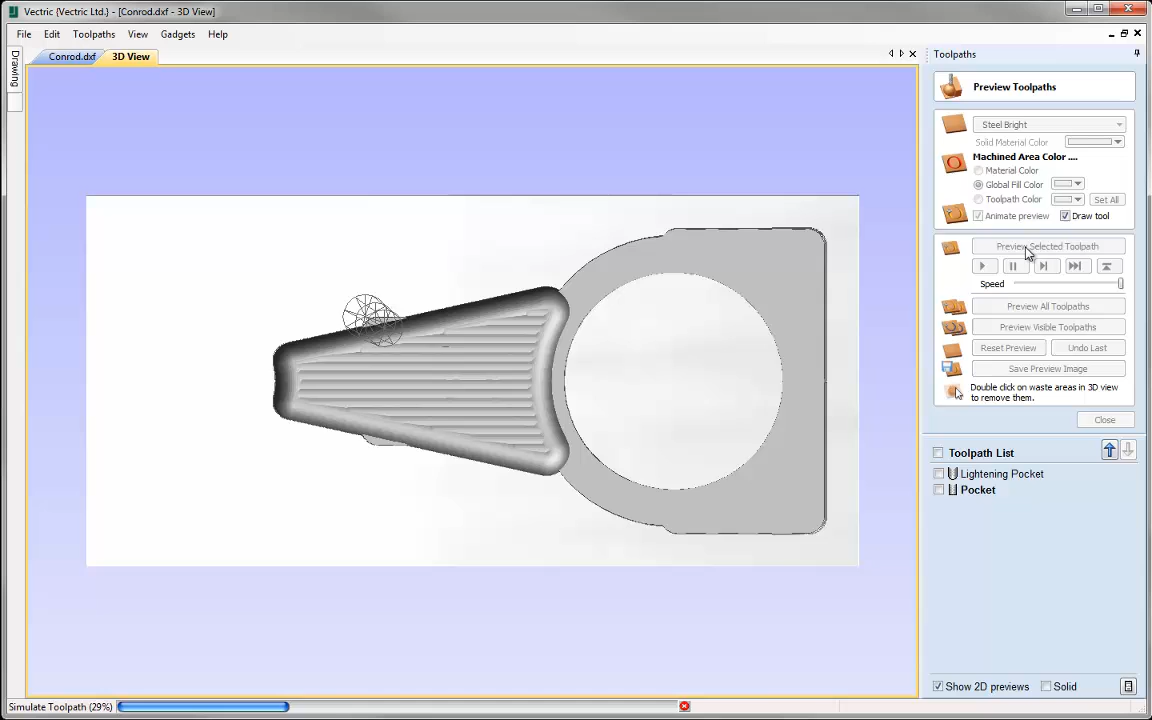 Vectric {Vectric Ltd.} - [Conrod.dxf - 3D View]
File Edit Toolpaths View Gadgets Help
Conrod.dxf 3D View
Drawing
Toolpaths
Preview Toolpaths
Steel Bright
Solid Material Color
Machined Area Color ....
Material Color
Global Fill Color
Toolpath Color Set All
Animate preview Draw tool
Preview Selected Toolpath
Speed
Preview All Toolpaths
Preview Visible Toolpaths
Reset Preview Undo Last
Save Preview Image
Double click on waste areas in 3D view
to remove them.
Close
Toolpath List
Lightening Pocket
Pocket
Show 2D previews Solid
Simulate Toolpath (29%)